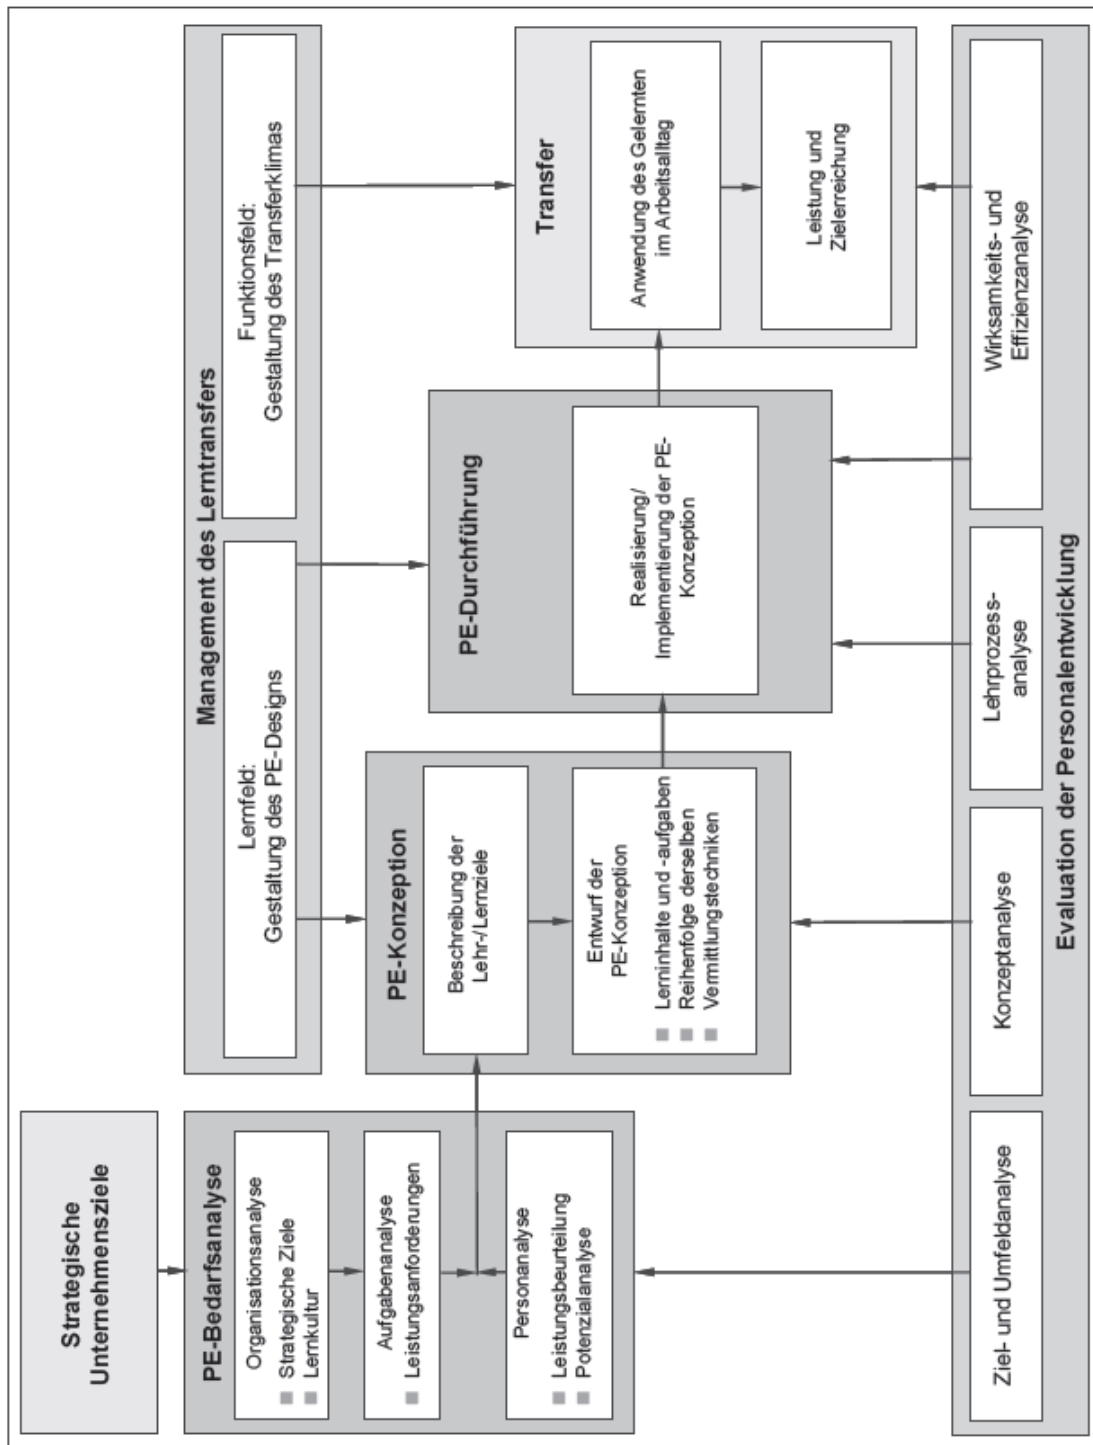 Strategische
Unternehmensziele
PE-Bedarfsanalyse
Organisationsanalyse
Strategische Ziele
Lernkultur
Aufgabenanalyse
Leistungsanforderungen
Personanalyse
Leistungsbeurteilung
Potenzialanalyse
Management des Lerntransfers
Lernfeld:
Gestaltung des PE-Designs
Funktionsfeld:
Gestaltung des Transferklimas
PE-Konzeption
Beschreibung der
Lehr-/Lernziele
Entwurf der
PE-Konzeption
Lerninhalte und -aufgaben
Reihenfolge derselben
Vermittlungstechniken
PE-Durchführung
Realisierung/
Implementierung der PE-
Konzeption
Transfer
Anwendung des Gelernten
im Arbeitsalltag
Leistung und
Zielerreichung
Ziel- und Umfeldanalyse
Konzeptanalyse
Lehrprozess-
analyse
Wirksamkeits- und
Effizienzanalyse
Evaluation der Personalentwicklung